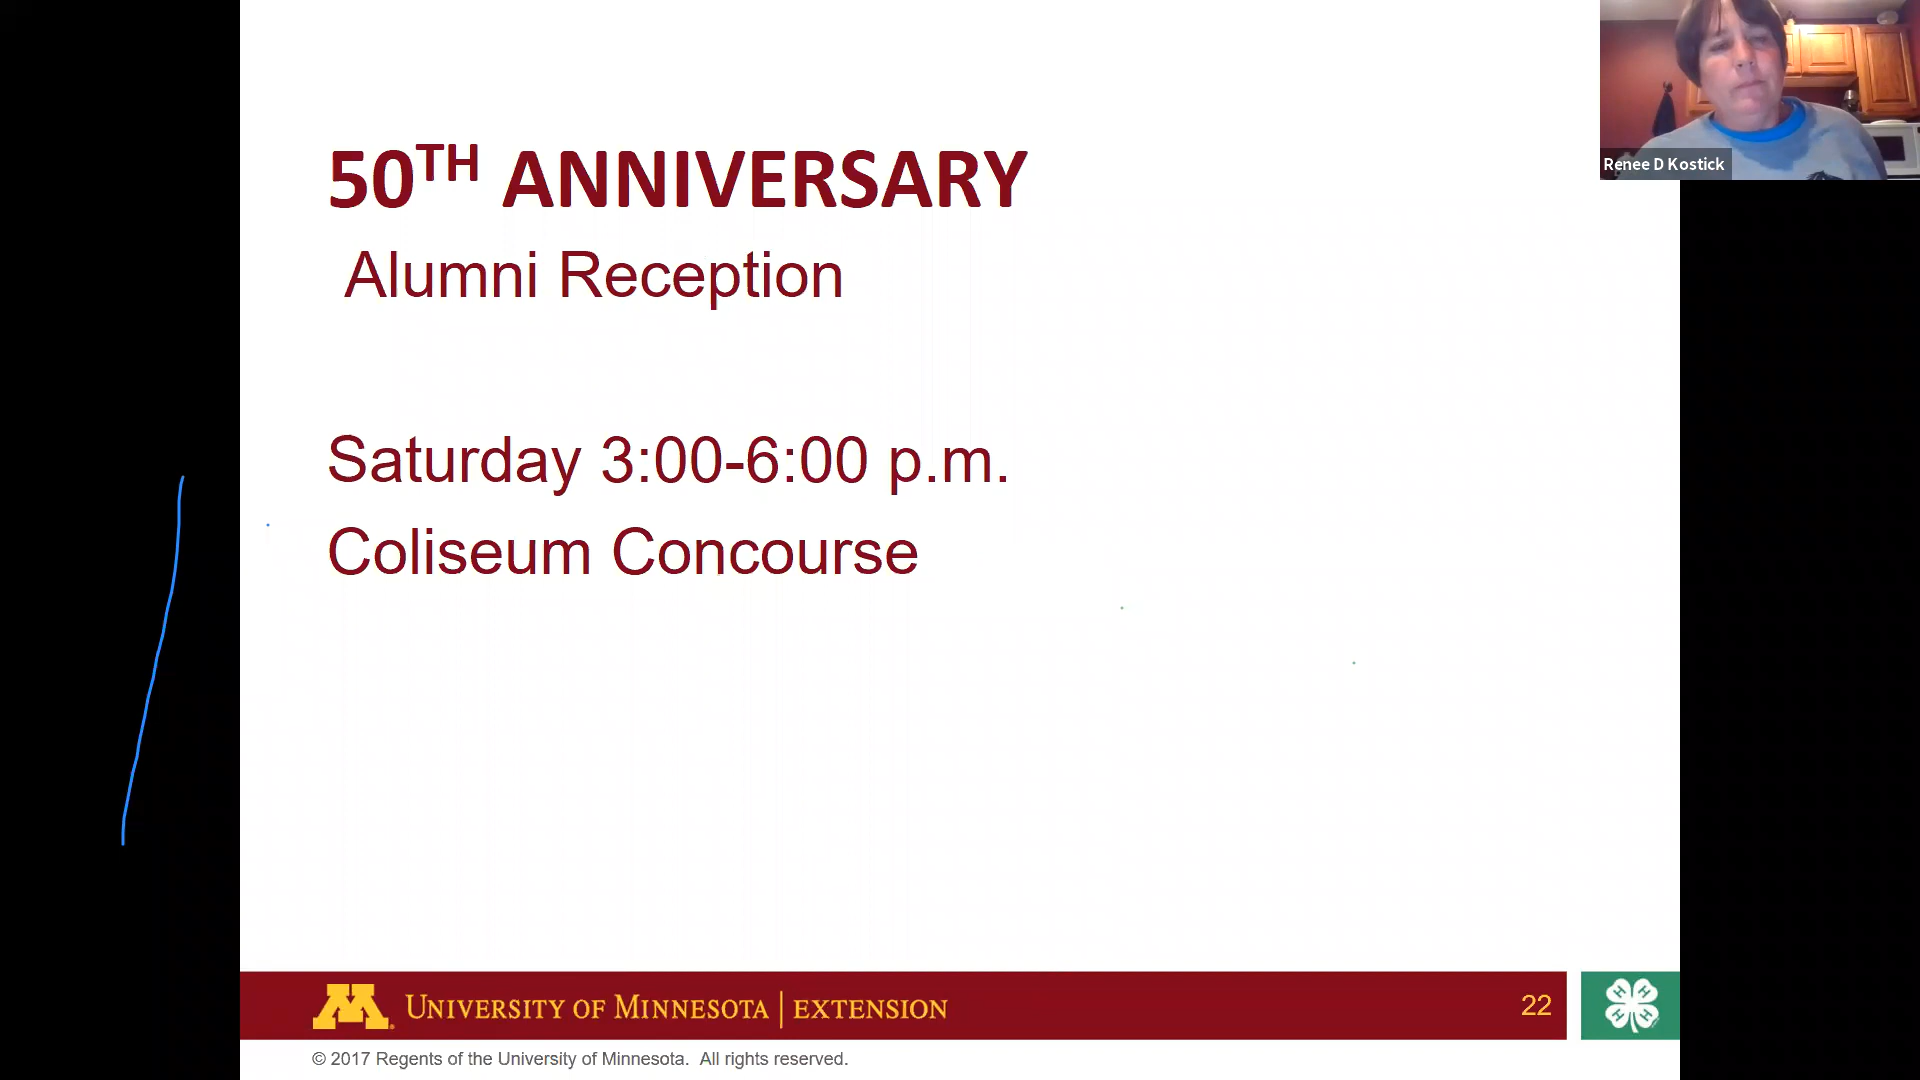 50TH ANNIVERSARY
Alumni Reception
Saturday 3:00-6:00 p.m.
Coliseum Concourse
Renee D Kostick
M
UNIVERSITY OF MINNESOTA | EXTENSION
22
H H H H
© 2017 Regents of the University of Minnesota. All rights reserved.